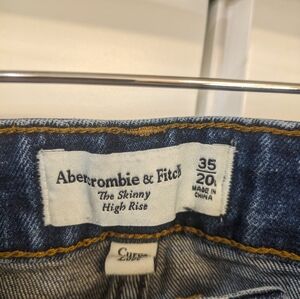 Abercrombie & Fitch
The Skinny
High Rise
35
20
MADE IN
CHINA